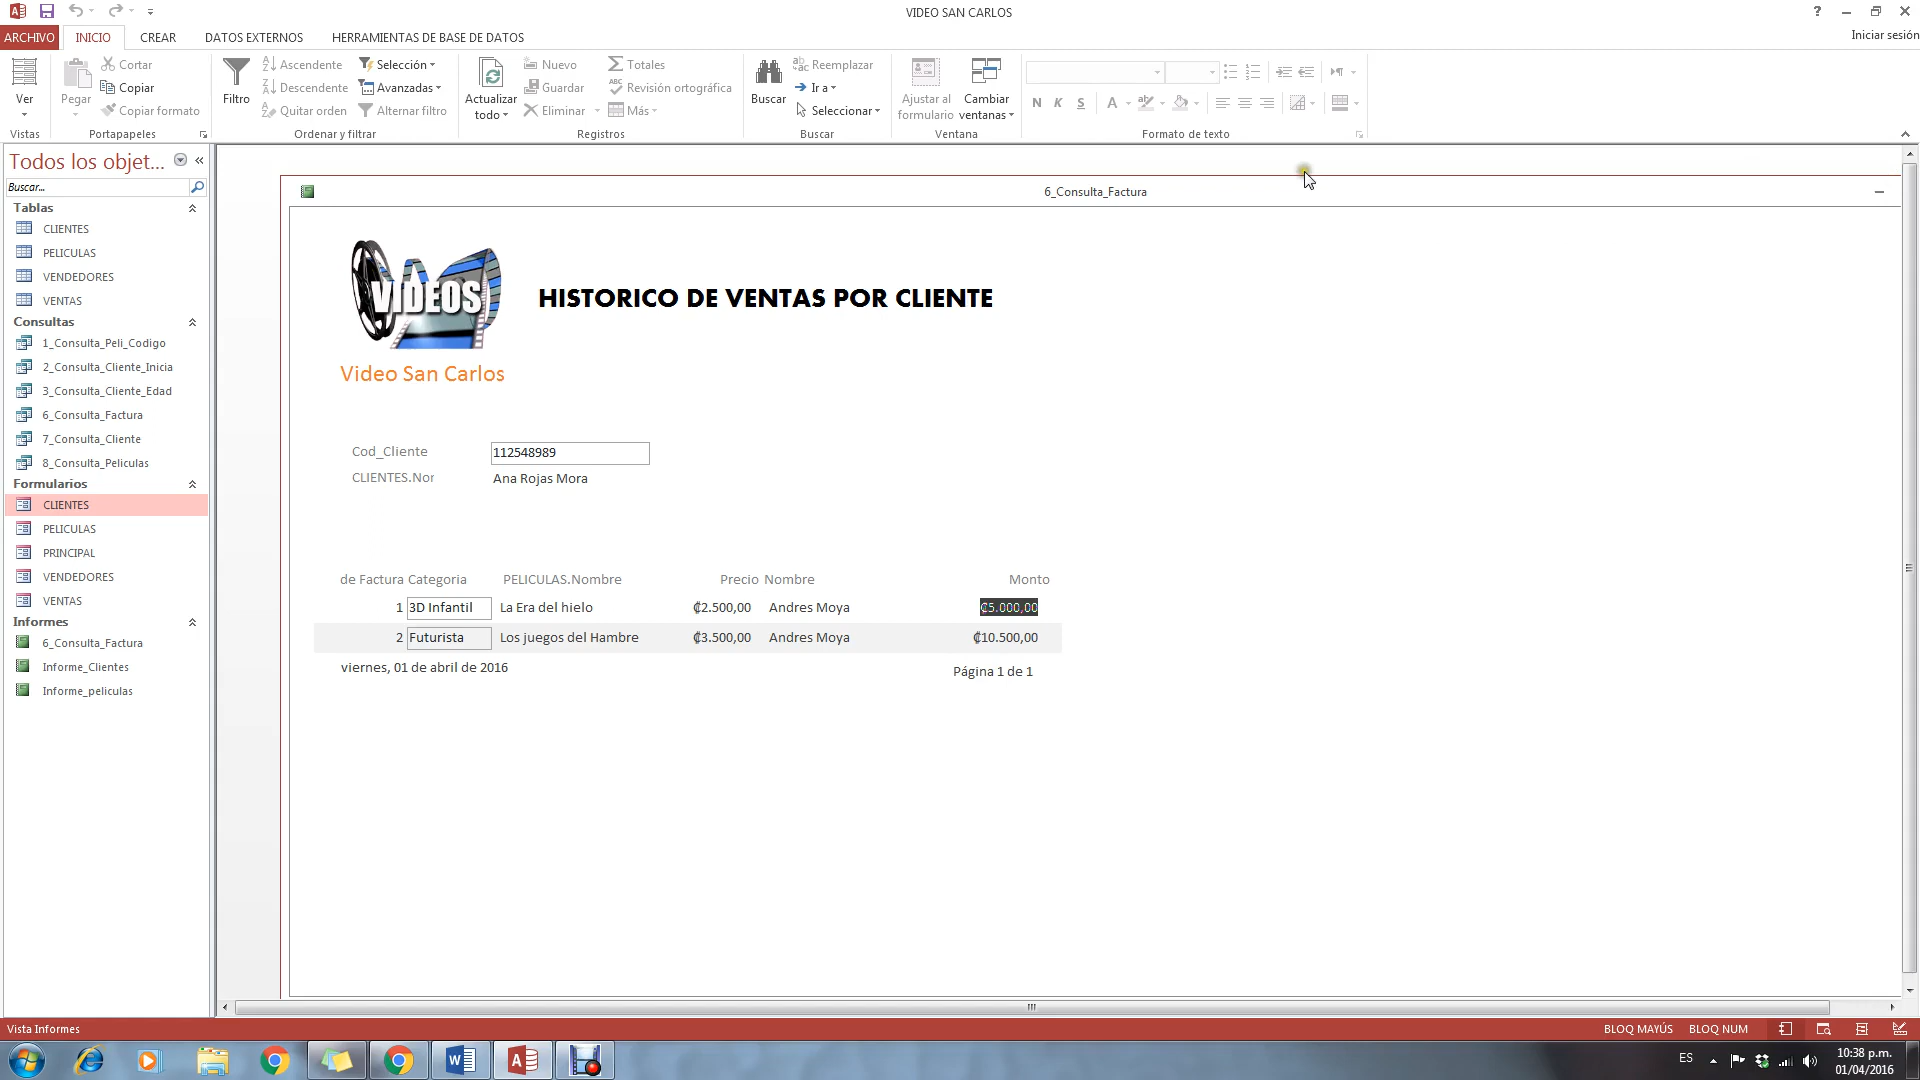 VIDEO SAN CARLOS
?
ARCHIVO INICIO CREAR DATOS EXTERNOS HERRAMIENTAS DE BASE DE DATOS
Iniciar sesión
Ver
Vistas
Pegar
Cortar
Copiar
Copiar formato
Portapapeles
Filtro
Ascendente
Descendente
Quitar orden
Selección
Avanzadas
Alternar filtro
Ordenar y filtrar
Actualizar
todo
Nuevo
Guardar
Eliminar
Totales
Revisión ortográfica
Más
Registros
Buscar
Reemplazar
Ir a
Seleccionar
Buscar
Ajustar al
formulario
Cambiar
ventanas
Ventana
N K S A
Formato de texto
Todos los objet...
Buscar...
Tablas
CLIENTES
PELICULAS
VENDEDORES
VENTAS
Consultas
1_Consulta_Peli_Codigo
2_Consulta_Cliente_Inicia
3_Consulta_Cliente_Edad
6_Consulta_Factura
7_Consulta_Cliente
8_Consulta_Peliculas
Formularios
CLIENTES
PELICULAS
PRINCIPAL
VENDEDORES
VENTAS
Informes
6_Consulta_Factura
Informe_Clientes
Informe_peliculas
6_Consulta_Factura
VIDEOS
HISTORICO DE VENTAS POR CLIENTE
Video San Carlos
Cod_Cliente 112548989
CLIENTES.Nor Ana Rojas Mora
de Factura Categoria PELICULAS.Nombre Precio Nombre Monto
1 3D Infantil La Era del hielo ₡2.500,00 Andres Moya ₡5.000,00
2 Futurista Los juegos del Hambre ₡3.500,00 Andres Moya ₡10.500,00
viernes, 01 de abril de 2016 Página 1 de 1
Vista Informes BLOQ MAYÚS BLOQ NUM
ES
10:38 p.m.
01/04/2016